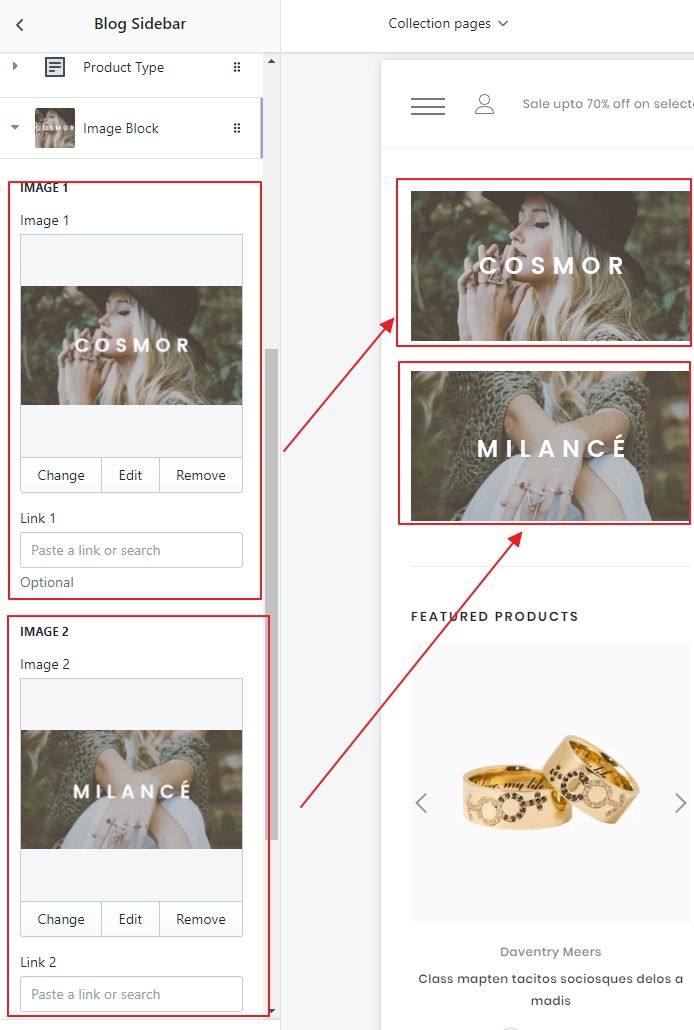 Blog Sidebar
Product Type
COSMOR
Image Block
IMAGE 1
Image 1
COSMOR
Change
Edit
Remove
Link 1
Paste a link or search
Optional
IMAGE 2
Image 2
MILANCÉ
Change
Edit
Remove
Link 2
Paste a link or search
Collection pages
Sale upto 70% off on selecte
COSMOR
MILANCÉ
FEATURED PRODUCTS
Daventry Meers
Class mapten tacitos sociosques delos a
madis